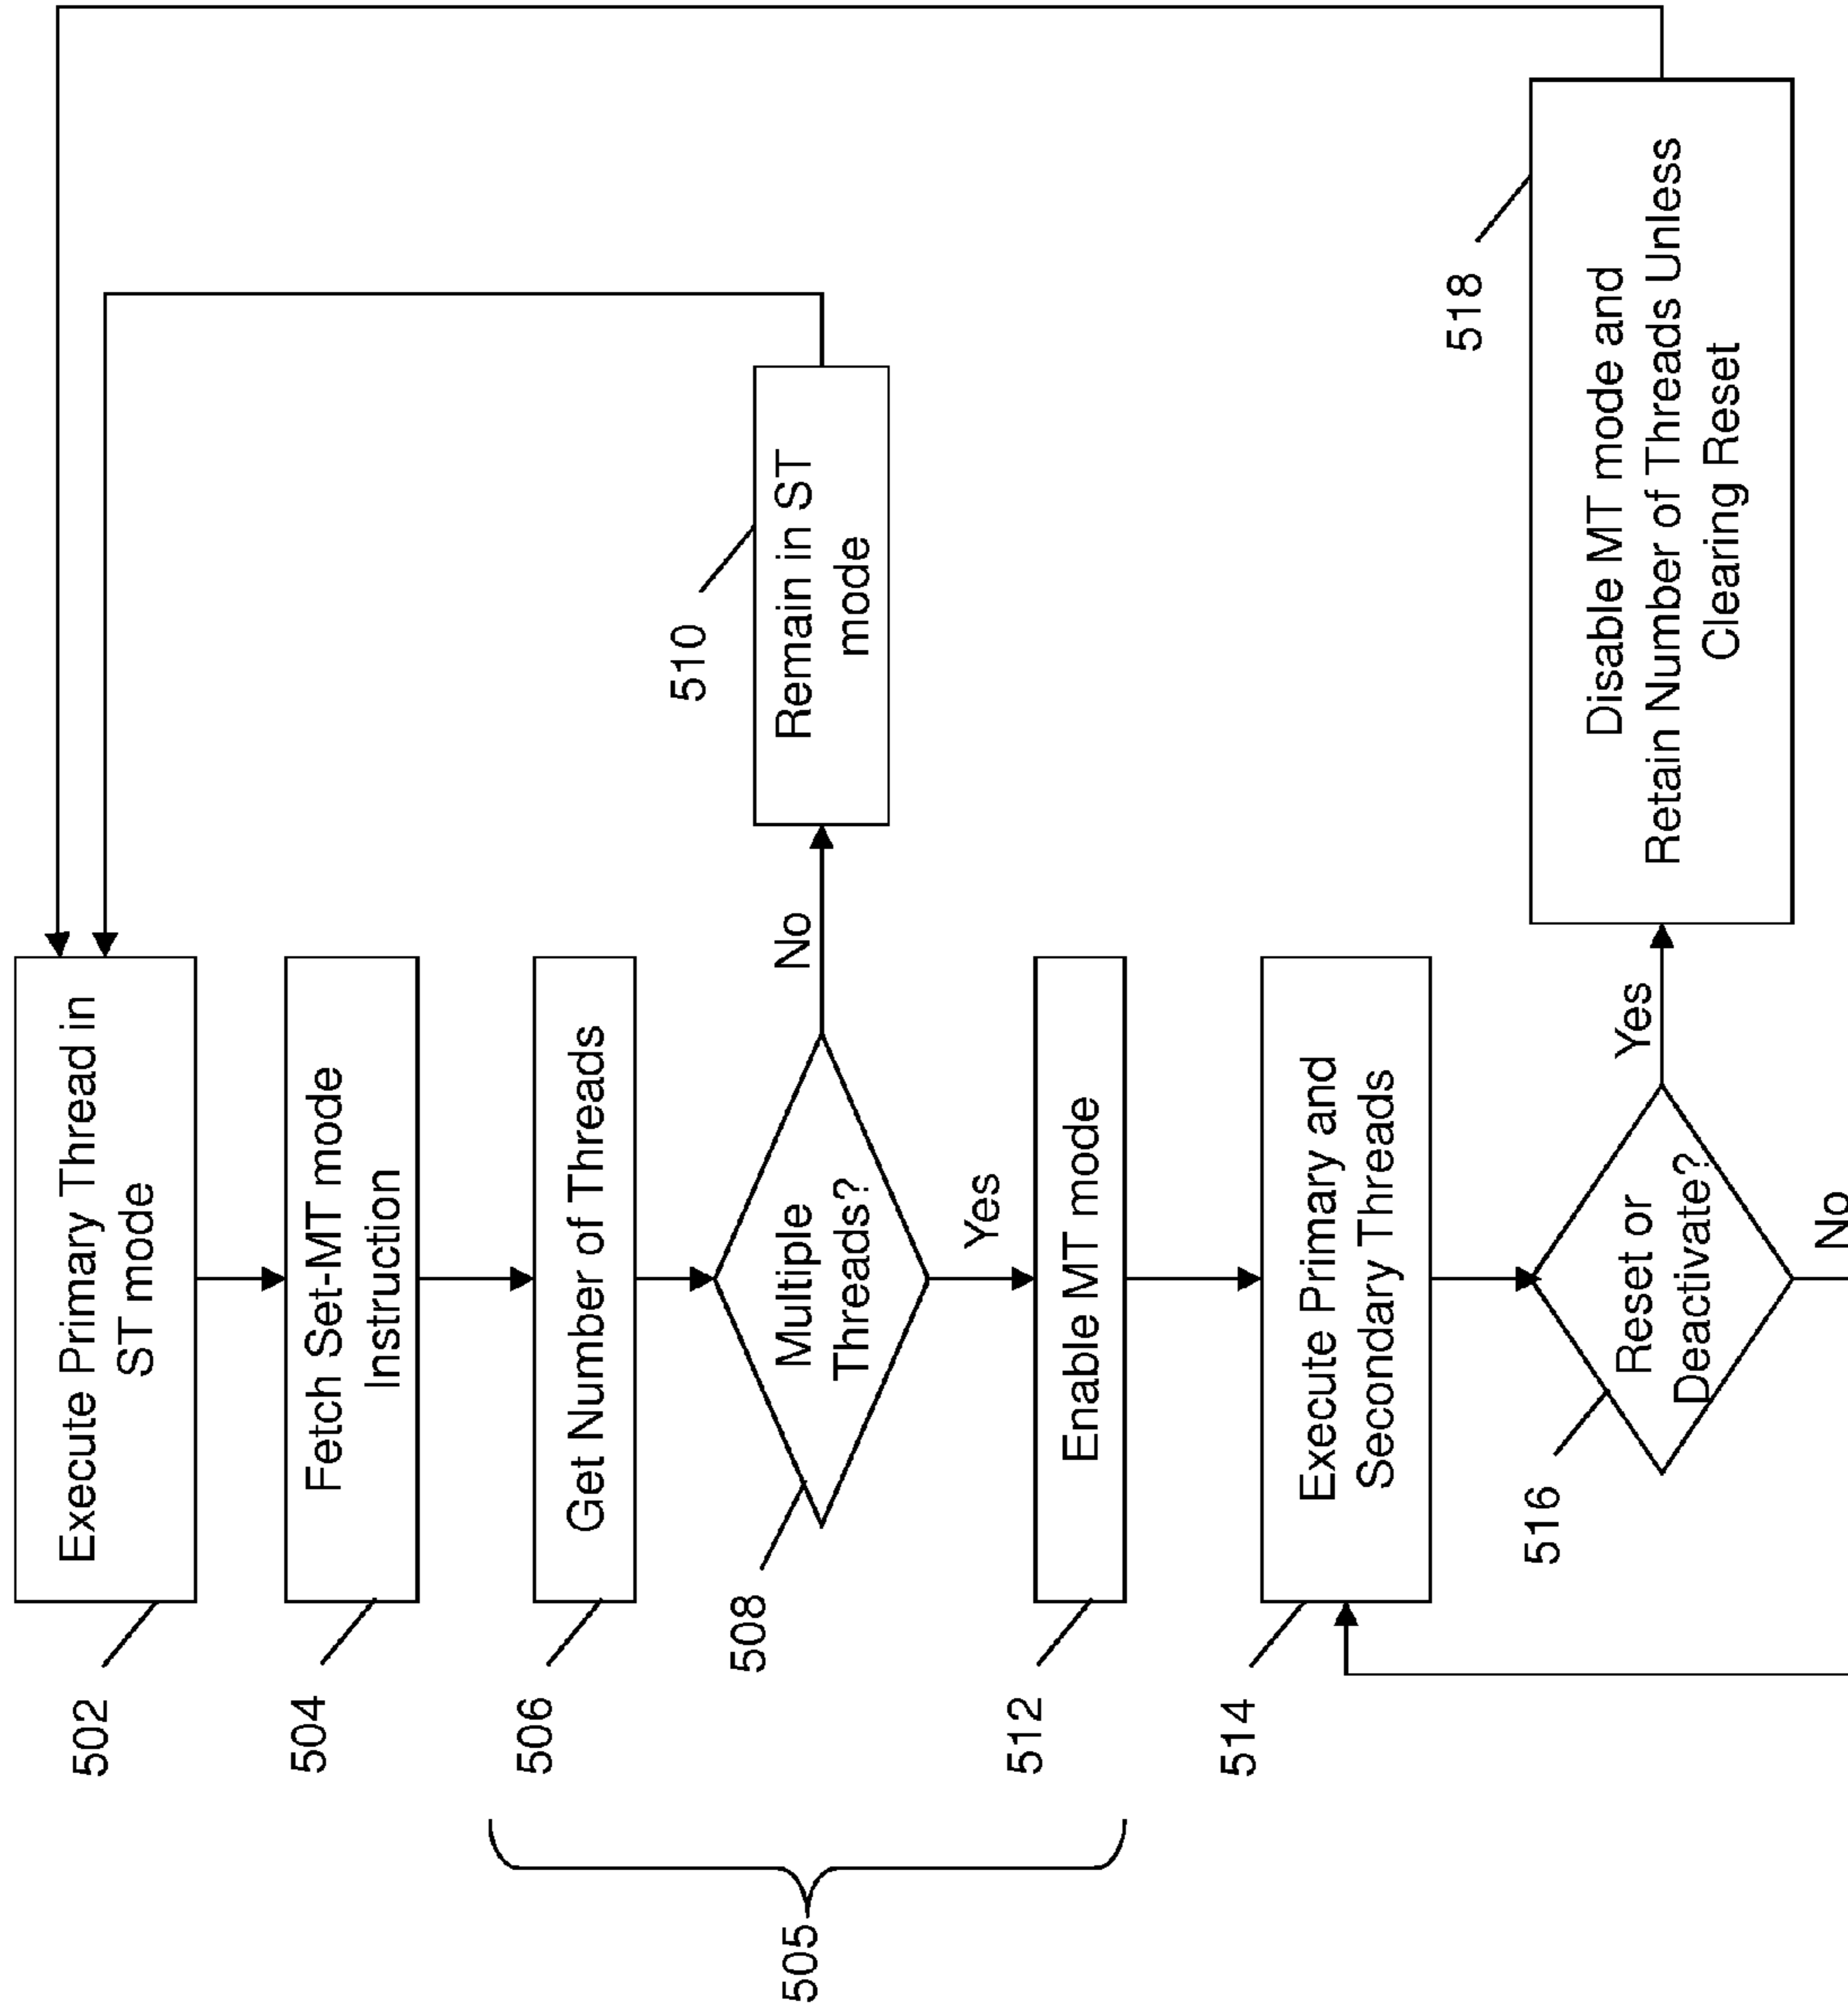 502
Execute Primary Thread in
ST mode
504
Fetch Set-MT mode
Instruction
505
506
Get Number of Threads
508
Multiple
Threads?
No
510
Remain in ST
mode
Yes
512
Enable MT mode
514
Execute Primary and
Secondary Threads
516
Reset or
Deactivate?
Yes
518
Disable MT mode and
Retain Number of Threads Unless
Clearing Reset
No